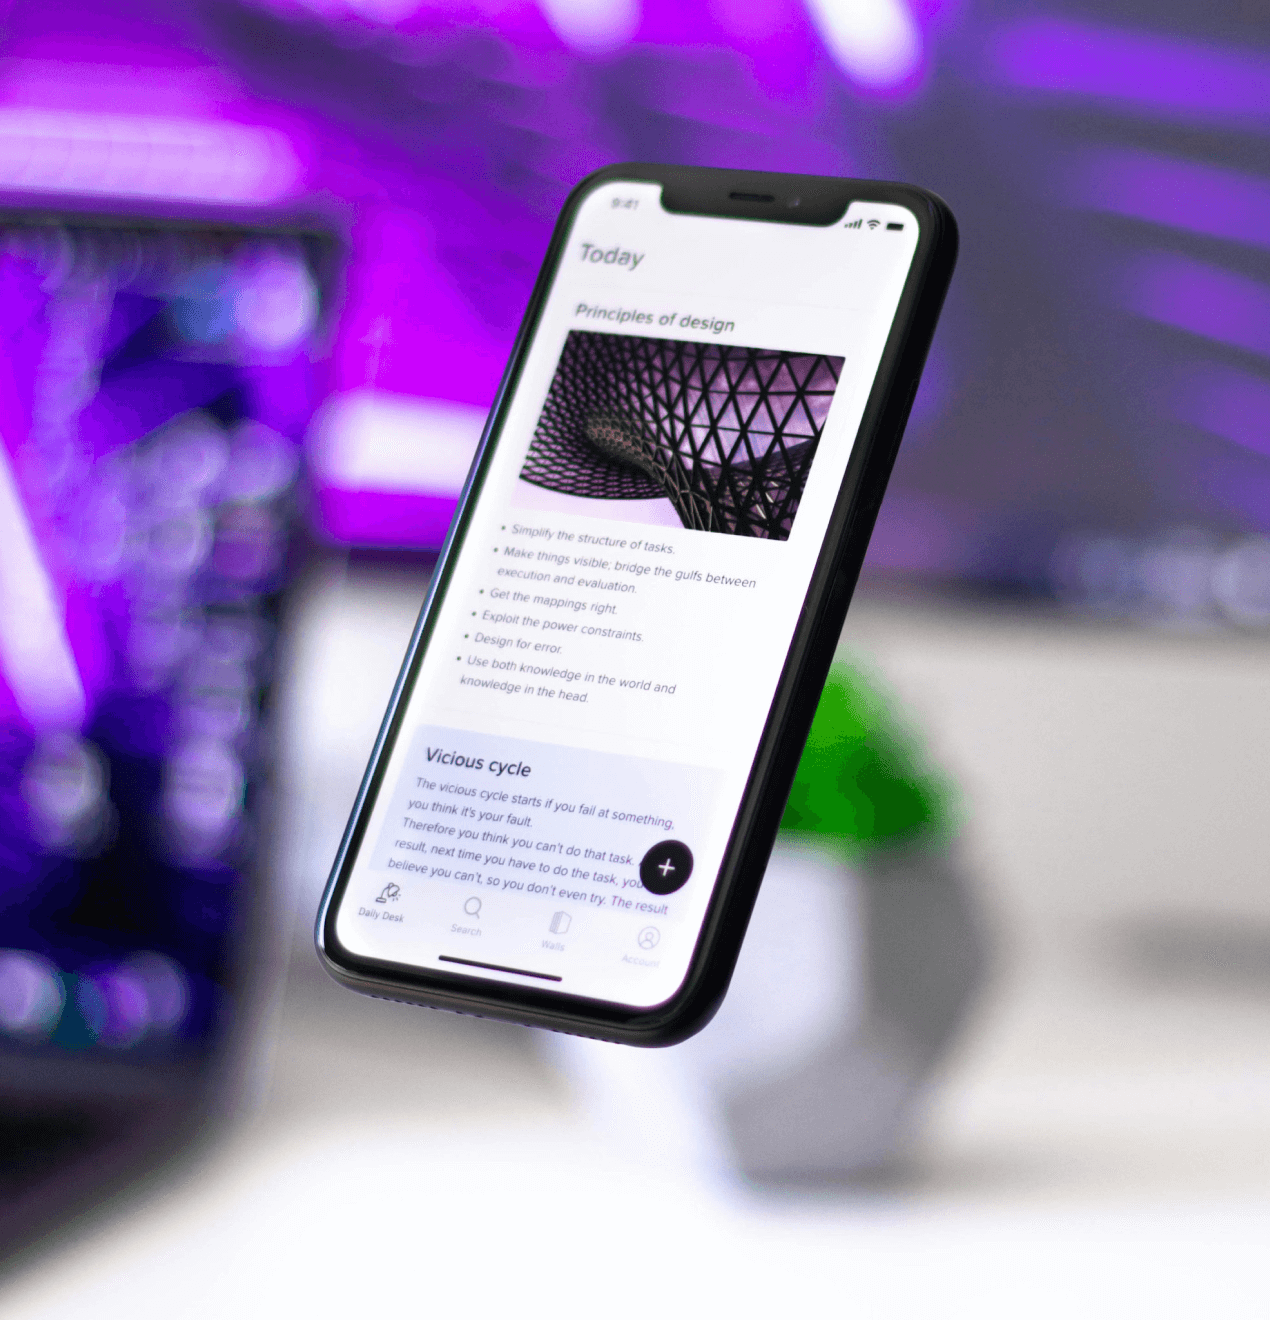 9:41
Today
Principles of design
• Simplify the structure of tasks.
• Make things visible; bridge the gulfs between
execution and evaluation.
• Get the mappings right.
• Exploit the power constraints.
• Design for error.
• Use both knowledge in the world and
knowledge in the head.
Vicious cycle
The vicious cycle starts if you fail at something,
you think it's your fault.
Therefore you think you can't do that task.
result, next time you have to do the task, you
believe you can't, so you don't even try. The result
Daily Desk
Search
Walls
Account